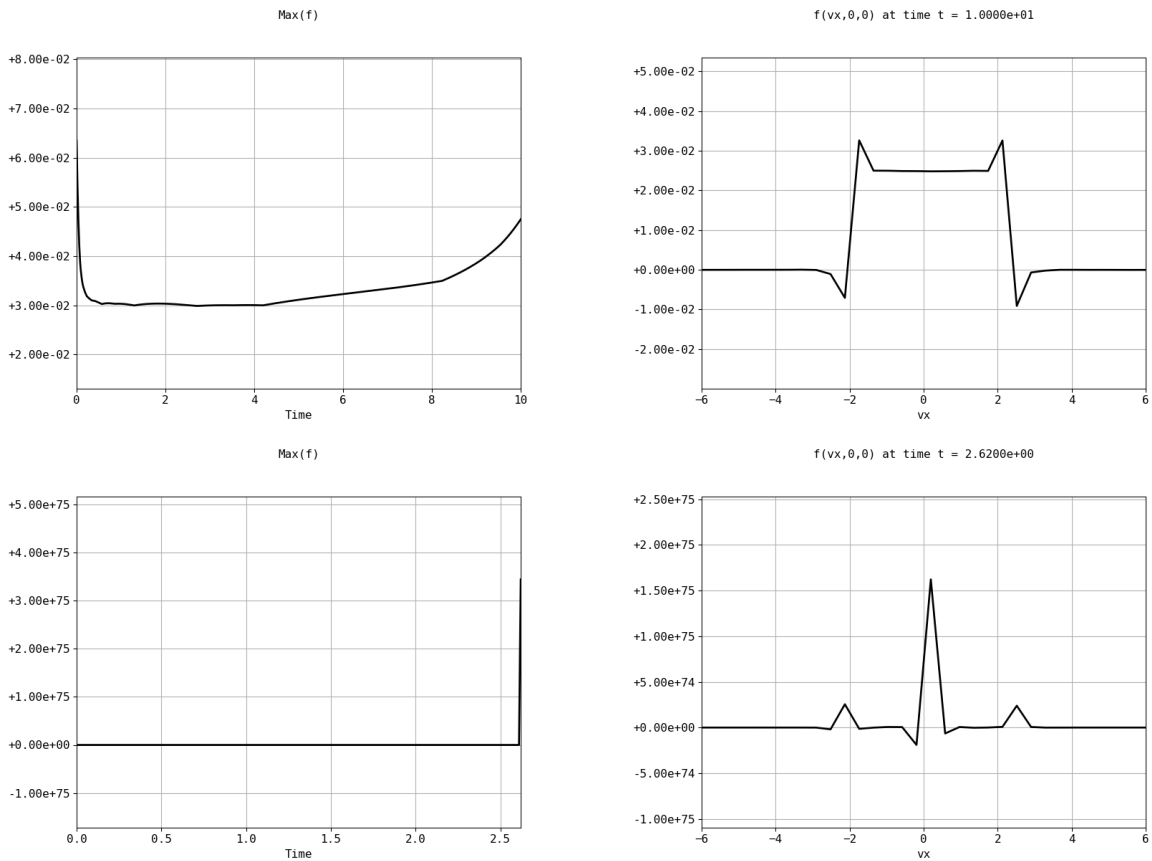 Max(f)
+8.00e-02
+7.00e-02
+6.00e-02
+5.00e-02
+4.00e-02
+3.00e-02
+2.00e-02
0 2 4 6 8 10
Time
f(vx,0,0) at time t = 1.0000e+01
+5.00e-02
+4.00e-02
+3.00e-02
+2.00e-02
+1.00e-02
+0.00e+00
-1.00e-02
-2.00e-02
−6 −4 −2 0 2 4 6
vx
Max(f)
+5.00e+75
+4.00e+75
+3.00e+75
+2.00e+75
+1.00e+75
+0.00e+00
-1.00e+75
0.0 0.5 1.0 1.5 2.0 2.5
Time
f(vx,0,0) at time t = 2.6200e+00
+2.50e+75
+2.00e+75
+1.50e+75
+1.00e+75
+5.00e+74
+0.00e+00
-5.00e+74
-1.00e+75
−6 −4 −2 0 2 4 6
vx